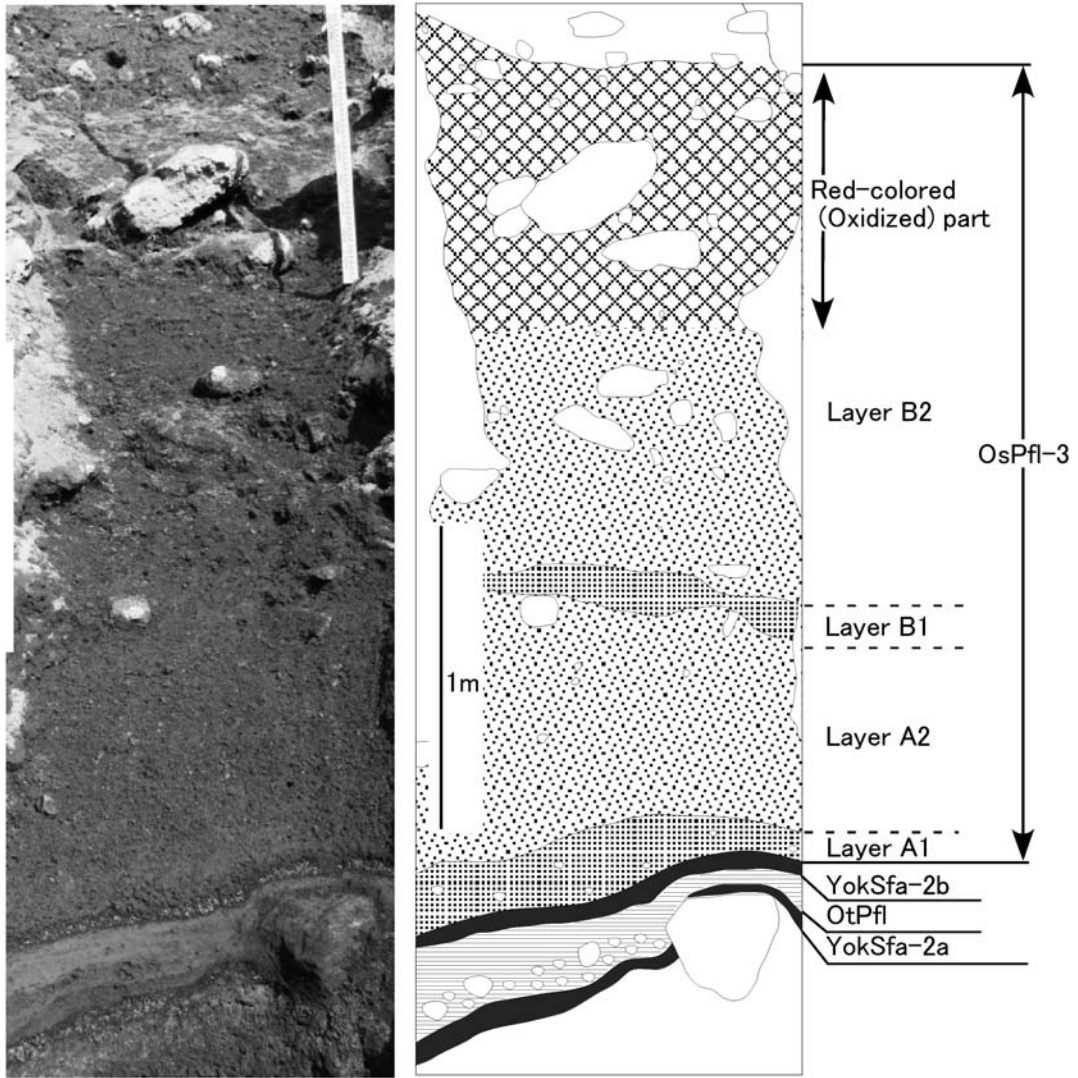 Red-colored
(Oxidized) part
Layer B2
OsPfl-3
Layer B1
1m
Layer A2
Layer A1
YokSfa-2b
OtPfl
YokSfa-2a